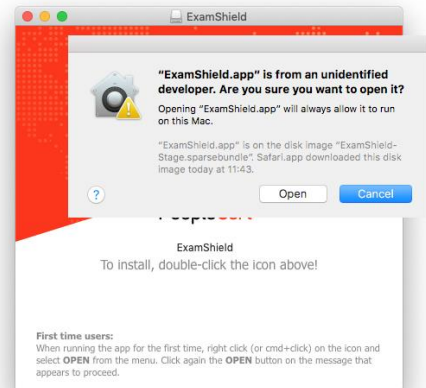 ExamShield
"ExamShield.app" is from an unidentified
developer. Are you sure you want to open it?
Opening "ExamShield.app" will always allow it to run
on this Mac.
"ExamShield.app" is on the disk image "ExamShield-
Stage.sparsebundle". Safari.app downloaded this disk
image today at 11:43.
? Open Cancel
ExamShield
To install, double-click the icon above!
First time users:
When running the app for the first time, right click (or cmd+click) on the icon and
select OPEN from the menu. Click again the OPEN button on the message that
appears to proceed.